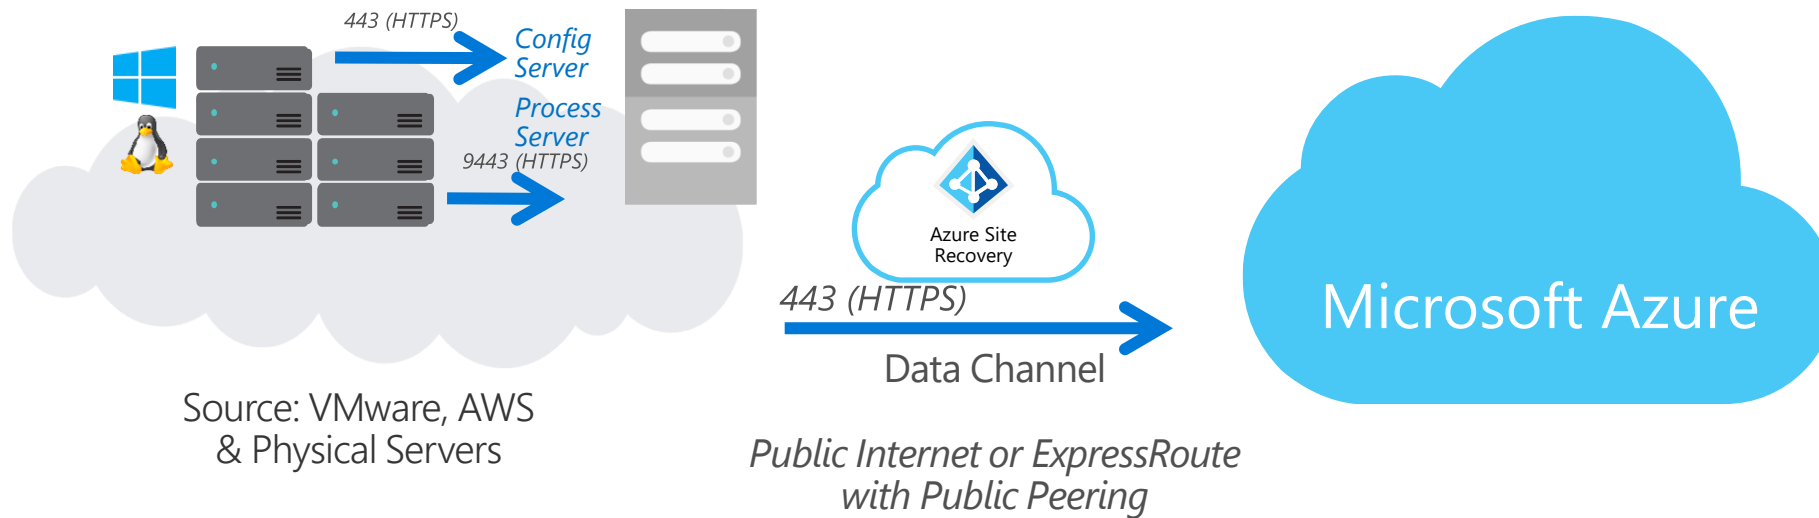 443 (HTTPS)
Config
Server
Process
Server
9443 (HTTPS)
Azure Site
Recovery
443 (HTTPS)
Data Channel
Microsoft Azure
Source: VMware, AWS
& Physical Servers
Public Internet or ExpressRoute
with Public Peering